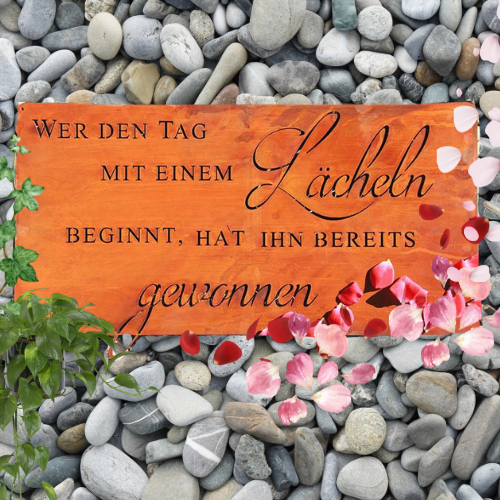 WER DEN TAG
MIT EINEM Lächeln
BEGINNT, HAT IHN BEREITS
gewonnen